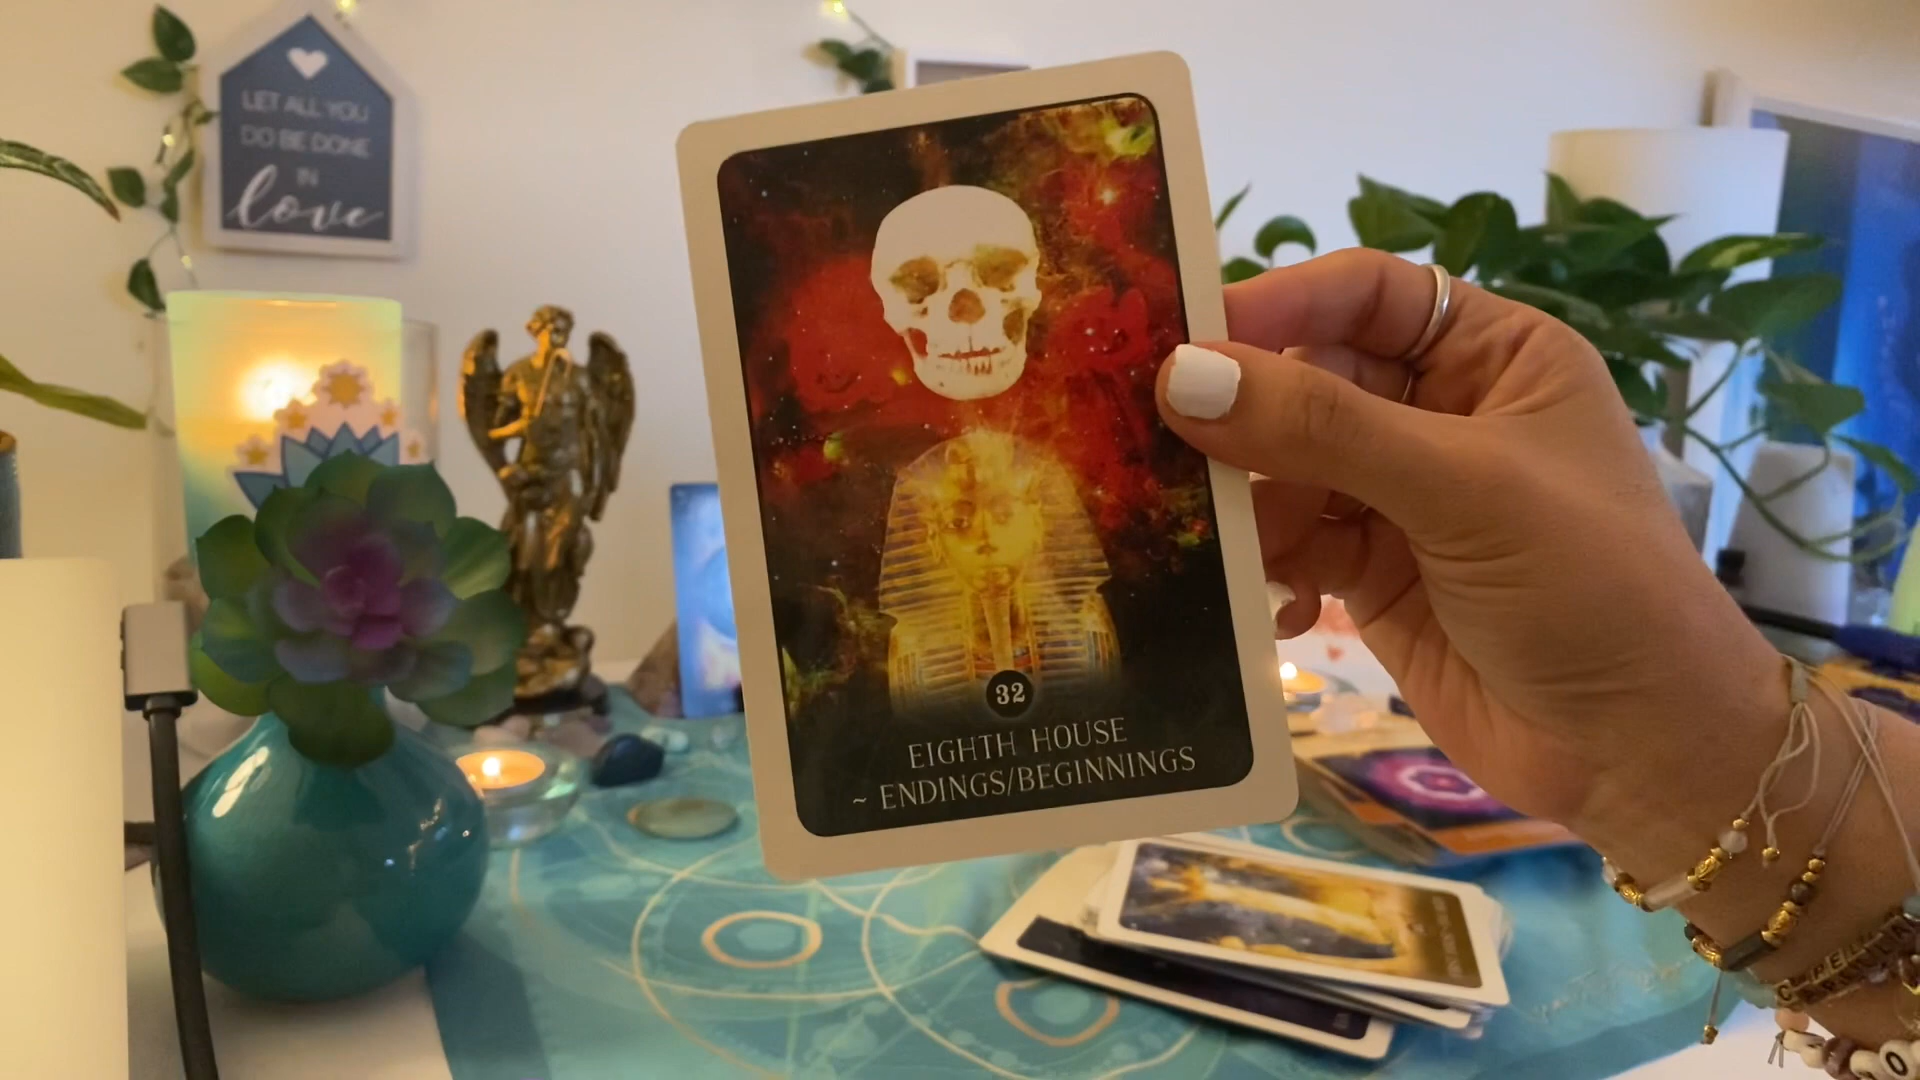 LET ALL YOU
DO BE DONE
IN
love
32
EIGHTH HOUSE
~ ENDINGS/BEGINNINGS